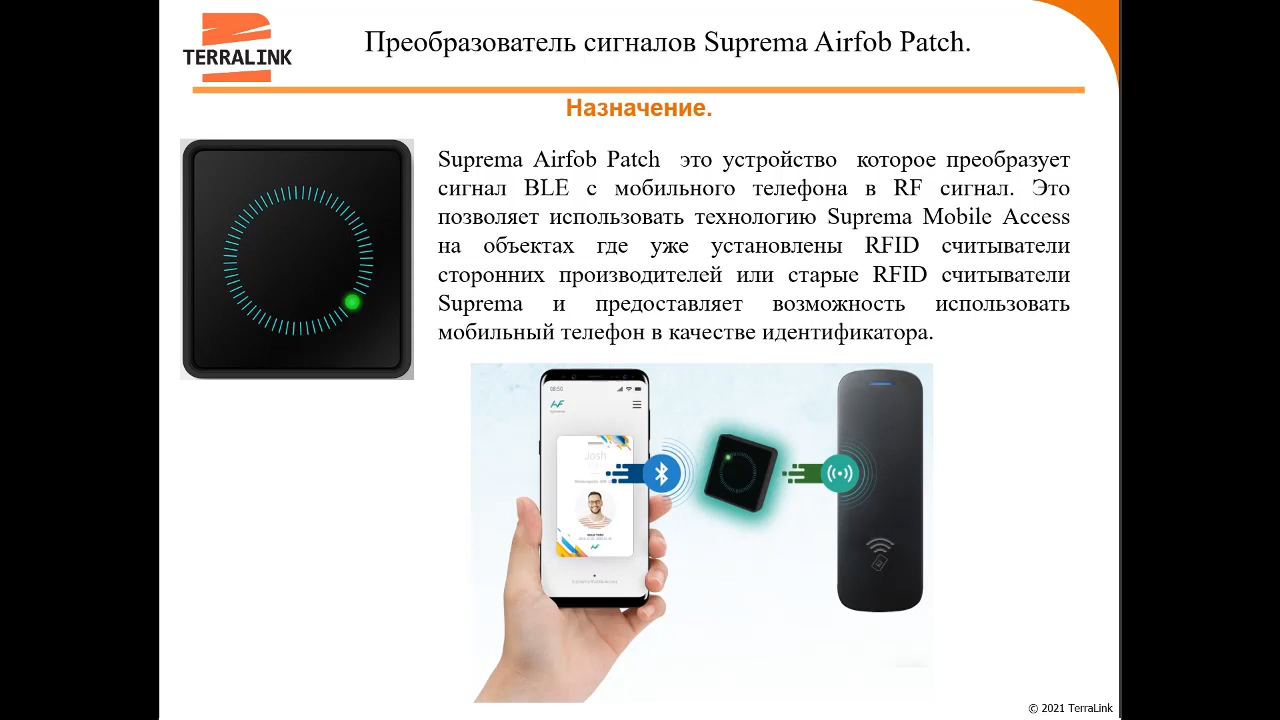 TERRALINK
Преобразователь сигналов Suprema Airfob Patch.
Назначение.
Suprema Airfob Patch это устройство которое преобразует
сигнал BLE с мобильного телефона в RF сигнал. Это
позволяет использовать технологию Suprema Mobile Access
на объектах где уже установлены RFID считыватели
сторонних производителей или старые RFID считыватели
Suprema и предоставляет возможность использовать
мобильный телефон в качестве идентификатора.
08:50
Josh
© 2021 TerraLink